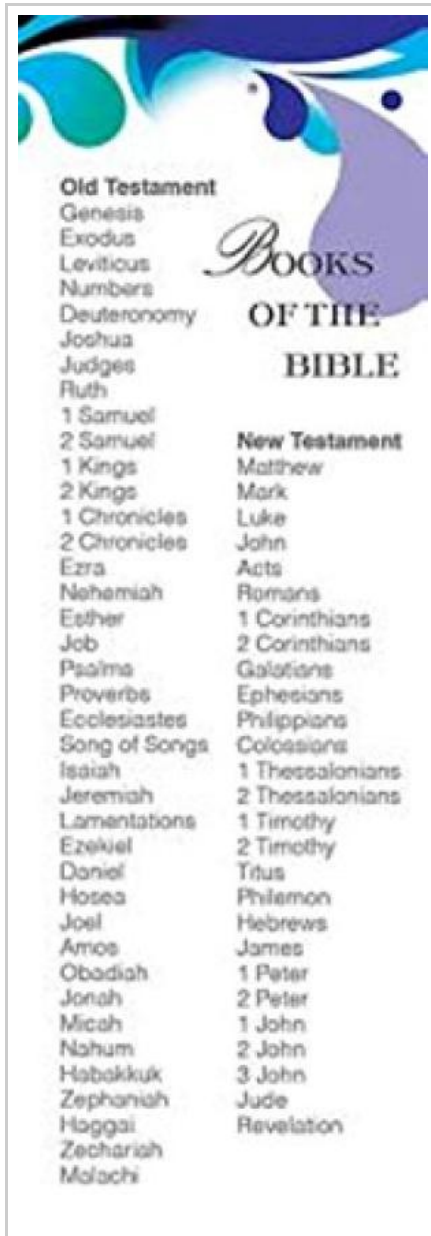 Old Testament
Genesis
Exodus
Leviticus
Numbers
Deuteronomy
Joshua
Judges
Ruth
1 Samuel
2 Samuel
1 Kings
2 Kings
1 Chronicles
2 Chronicles
Ezra
Nehemiah
Esther
Job
Psalms
Proverbs
Ecclesiastes
Song of Songs
Isaiah
Jeremiah
Lamentations
Ezekiel
Daniel
Hosea
Joel
Amos
Obadiah
Jonah
Micah
Nahum
Habakkuk
Zephaniah
Haggai
Zechariah
Malachi
BOOKS
OF THE
BIBLE
New Testament
Matthew
Mark
Luke
John
Acts
Romans
1 Corinthians
2 Corinthians
Galatians
Ephesians
Philippians
Colossians
1 Thessalonians
2 Thessalonians
1 Timothy
2 Timothy
Titus
Philemon
Hebrews
James
1 Peter
2 Peter
1 John
2 John
3 John
Jude
Revelation